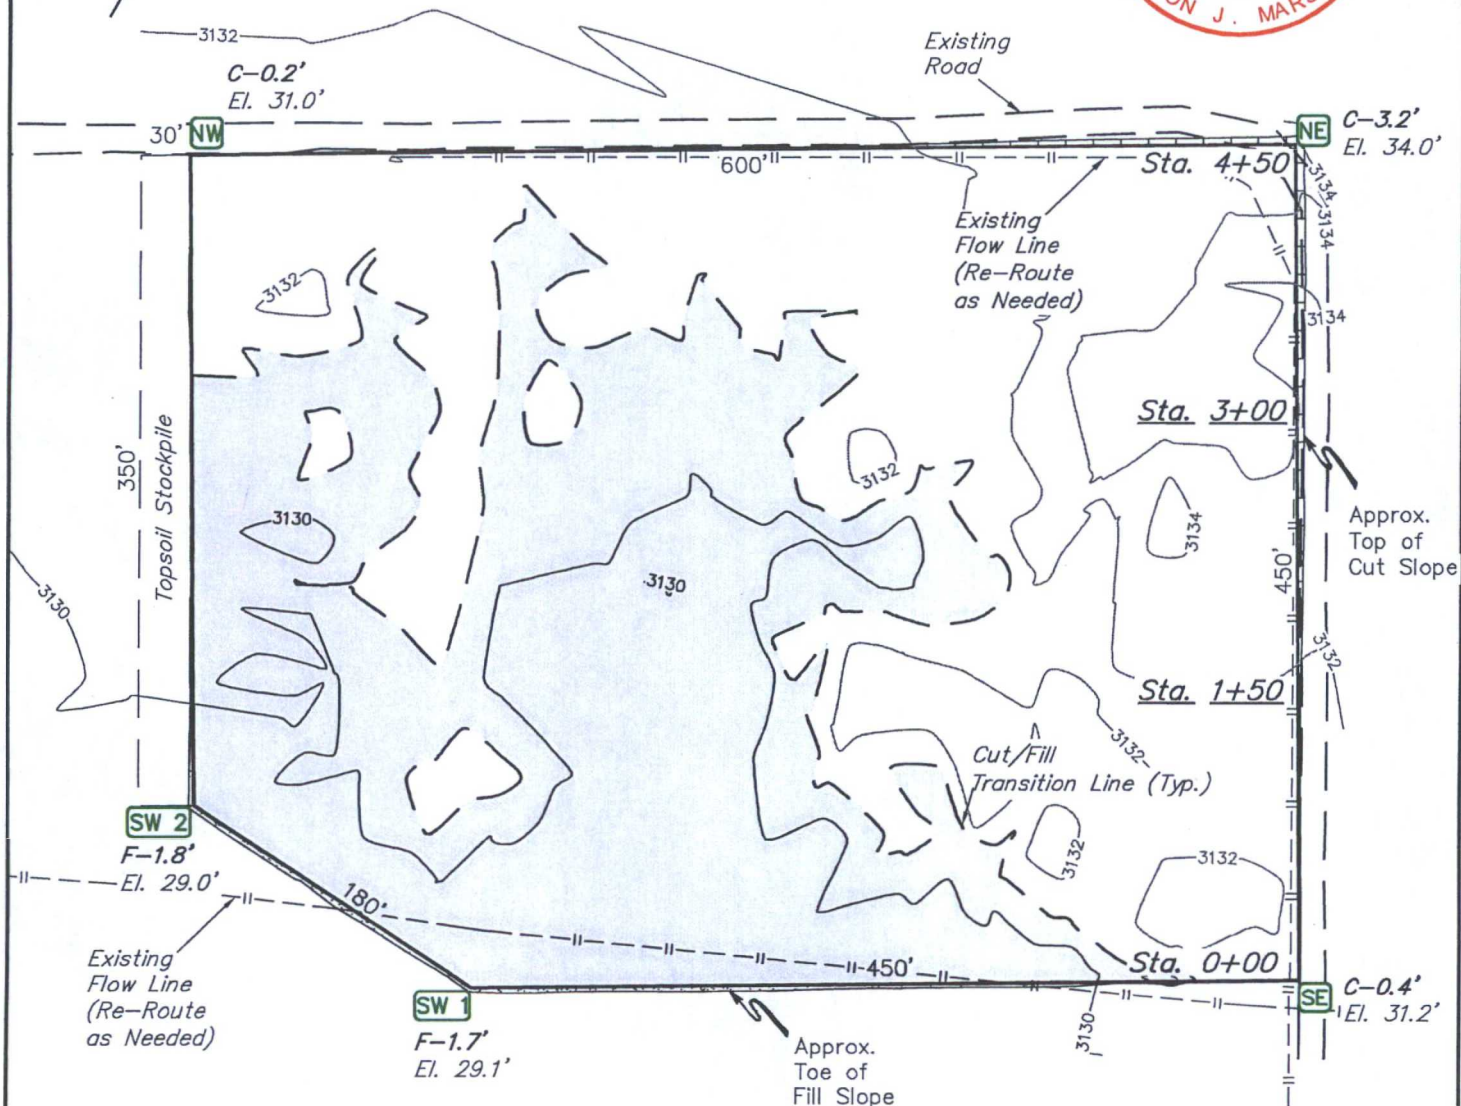 ON J. MAR
3132
Existing
Road
C-0.2'
El. 31.0'
30'
NW
NE
C-3.2'
El. 34.0'
600'
Sta. 4+50
3134
3134
Existing
Flow Line
(Re-Route
as Needed)
3132
3134
Sta. 3+00
350'
Topsoil Stockpile
3132
3130
3134
Approx.
Top of
Cut Slope
3130
3130
450'
3132
Sta. 1+50
3132
Cut/Fill
Transition Line (Typ.)
SW 2
F-1.8'
El. 29.0'
180'
3132
3132
Existing
Flow Line
(Re-Route
as Needed)
450'
Sta. 0+00
SW 1
F-1.7'
El. 29.1'
SE
C-0.4'
El. 31.2'
3130
Approx.
Toe of
Fill Slope